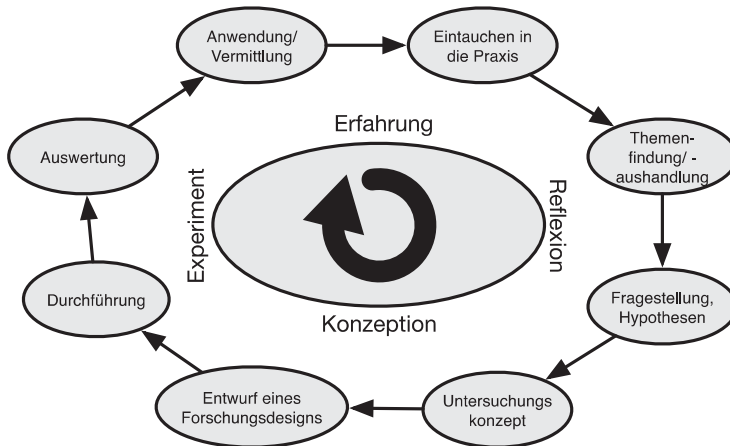 Anwendung/
Vermittlung
Eintauchen in
die Praxis
Themen-
findung/ -
aushandlung
Fragestellung,
Hypothesen
Untersuchungs
konzept
Entwurf eines
Forschungsdesigns
Durchführung
Auswertung
Erfahrung
Reflexion
Konzeption
Experiment